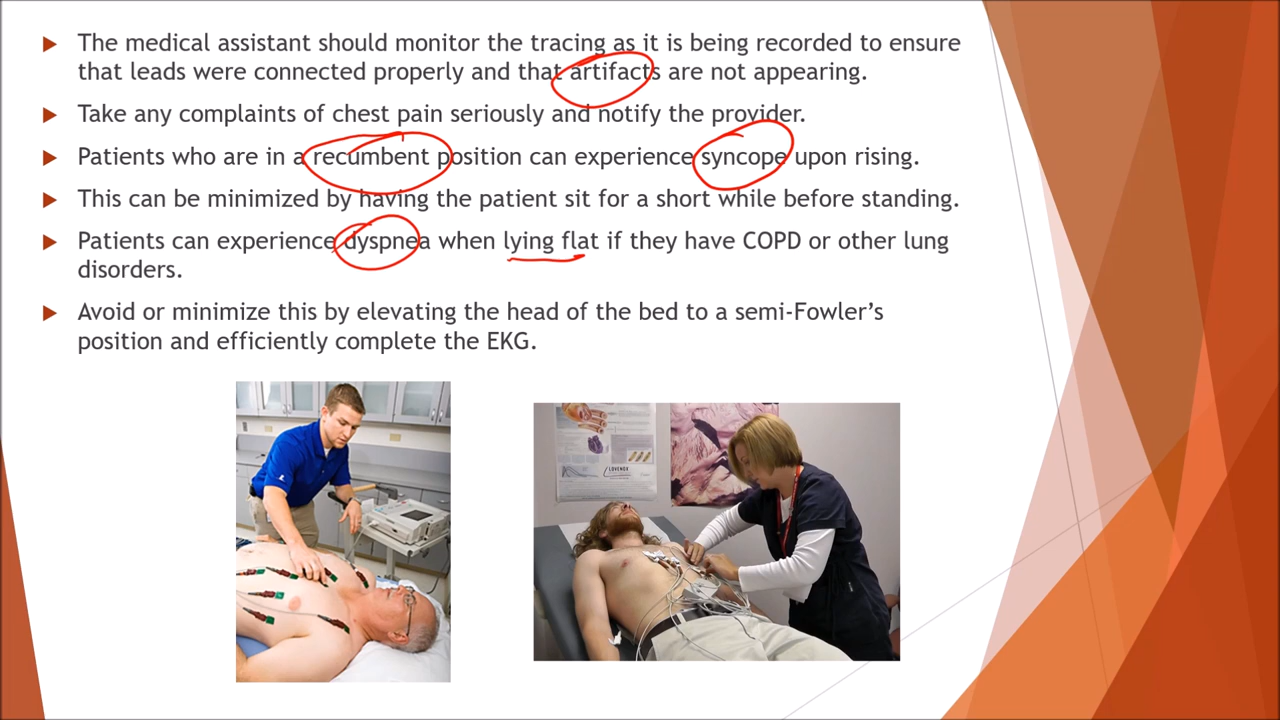 The medical assistant should monitor the tracing as it is being recorded to ensure
that leads were connected properly and that artifacts are not appearing.
Take any complaints of chest pain seriously and notify the provider.
Patients who are in a recumbent position can experience syncope upon rising.
This can be minimized by having the patient sit for a short while before standing.
Patients can experience dyspnea when lying flat if they have COPD or other lung
disorders.
Avoid or minimize this by elevating the head of the bed to a semi-Fowler's
position and efficiently complete the EKG.
LOVENOX